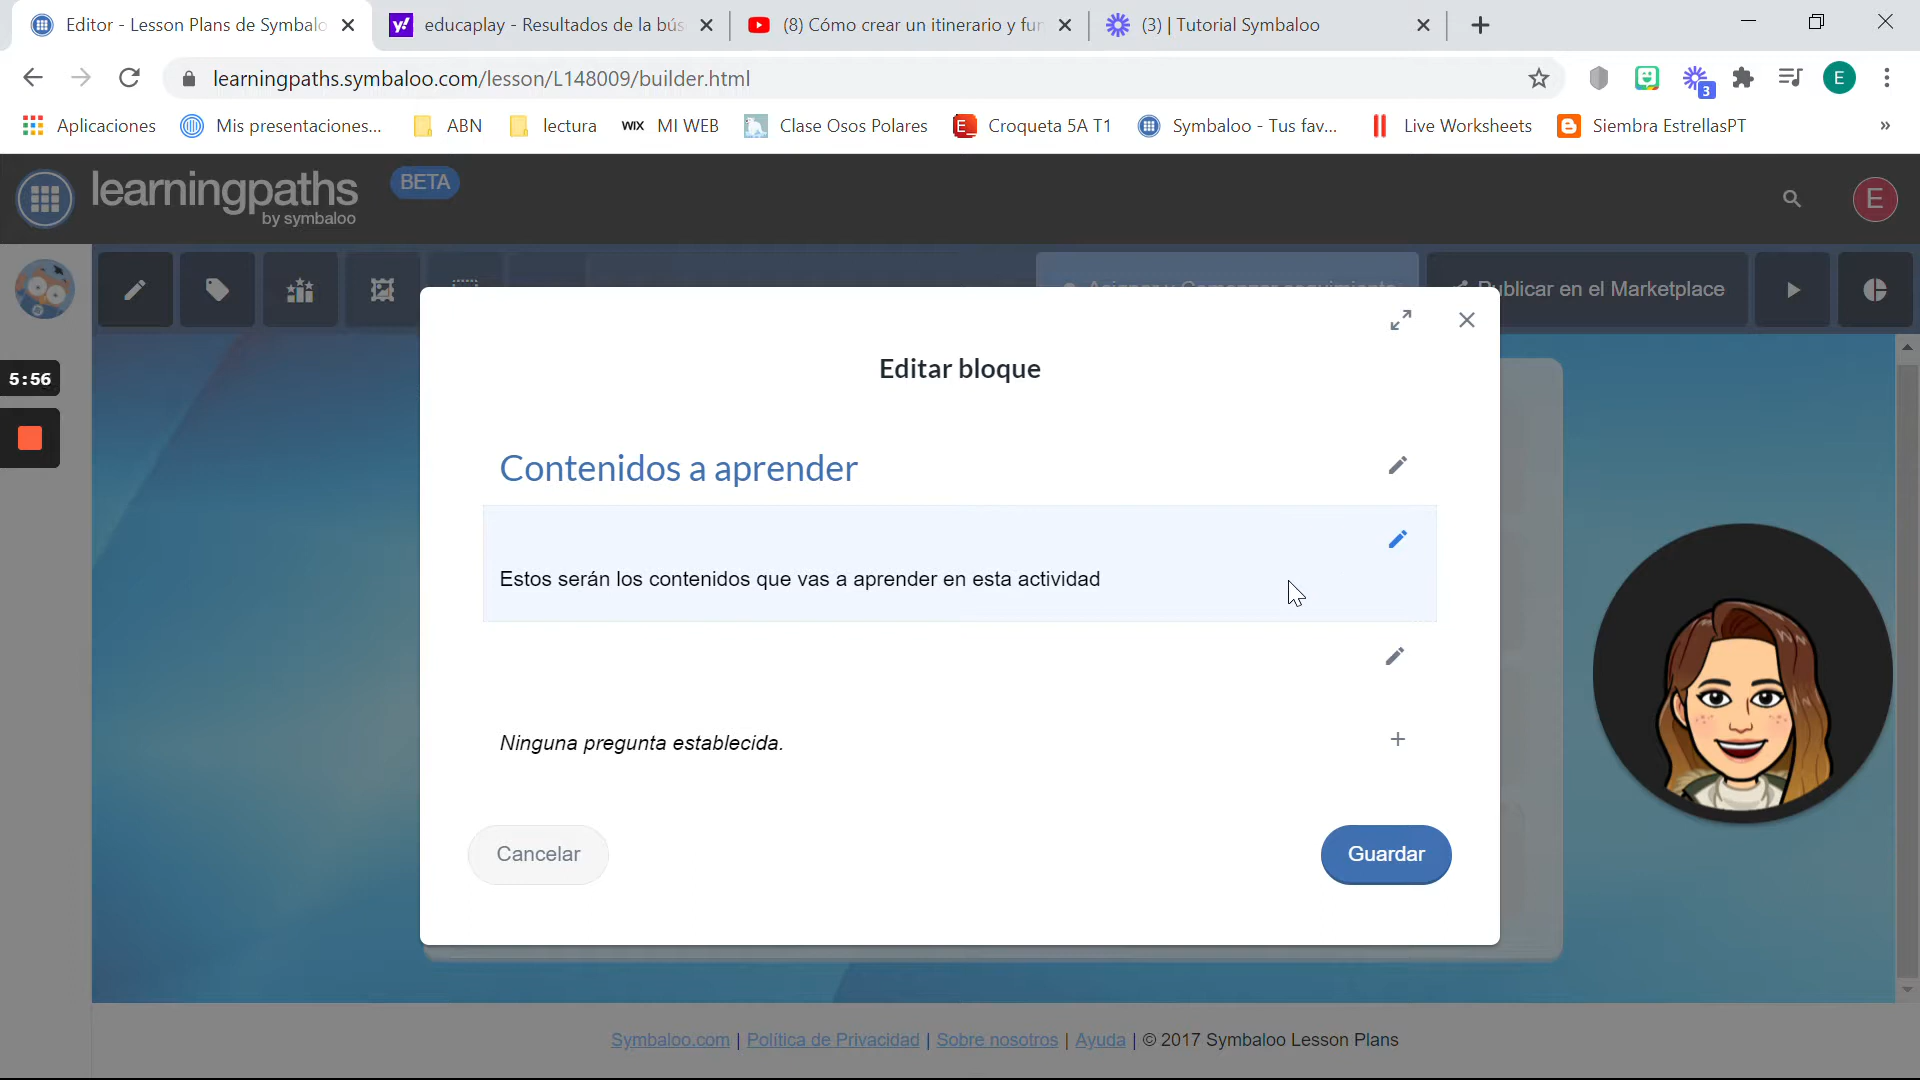 Editor - Lesson Plans de Symbalo
educaplay - Resultados de la bús
(8) Cómo crear un itinerario y fun
(3) | Tutorial Symbaloo
learningpaths.symbaloo.com/lesson/L148009/builder.html
3
E
Aplicaciones
Mis presentaciones...
ABN
lectura
WIX MI WEB
Clase Osos Polares
Croqueta 5A T1
Symbaloo - Tus fav...
Live Worksheets
Siembra EstrellasPT
»
learningpaths
by symbaloo
BETA
E
Publicar en el Marketplace
5:56
Editar bloque
Contenidos a aprender
Estos serán los contenidos que vas a aprender en esta actividad
Ninguna pregunta establecida.
Cancelar
Guardar
Symbaloo.com | Política de Privacidad | Sobre nosotros | Ayuda | © 2017 Symbaloo Lesson Plans